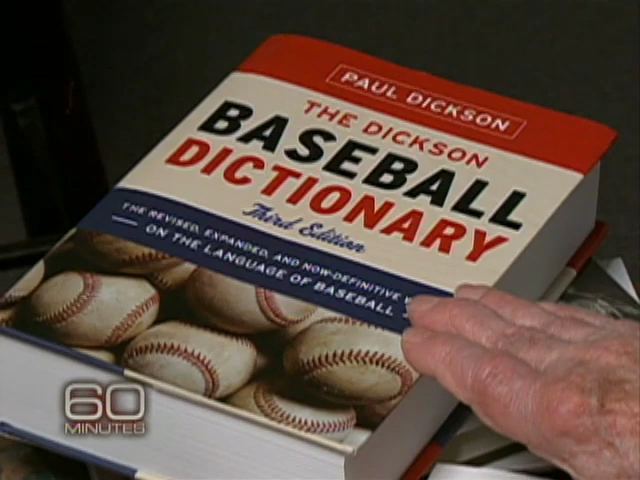 PAUL DICKSON
THE DICKSON
BASEBALL
DICTIONARY
Third Edition
THE REVISED, EXPANDED, AND NOW-DEFINITIVE
ON THE LANGUAGE OF BASEBALL
60
MINUTES